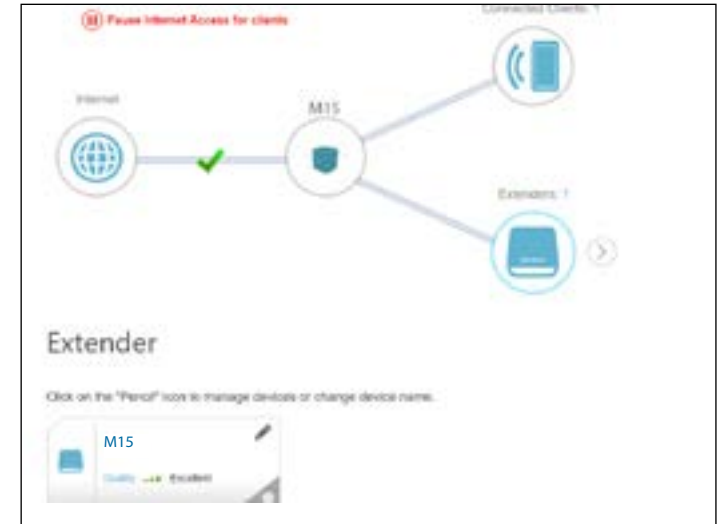 Pause Internet Access for clients
Connected Clients: 1
Internet
M15
Extenders: 1
Extender
Click on the "Pencil" icon to manage devices or change device name.
M15
Quality Excellent